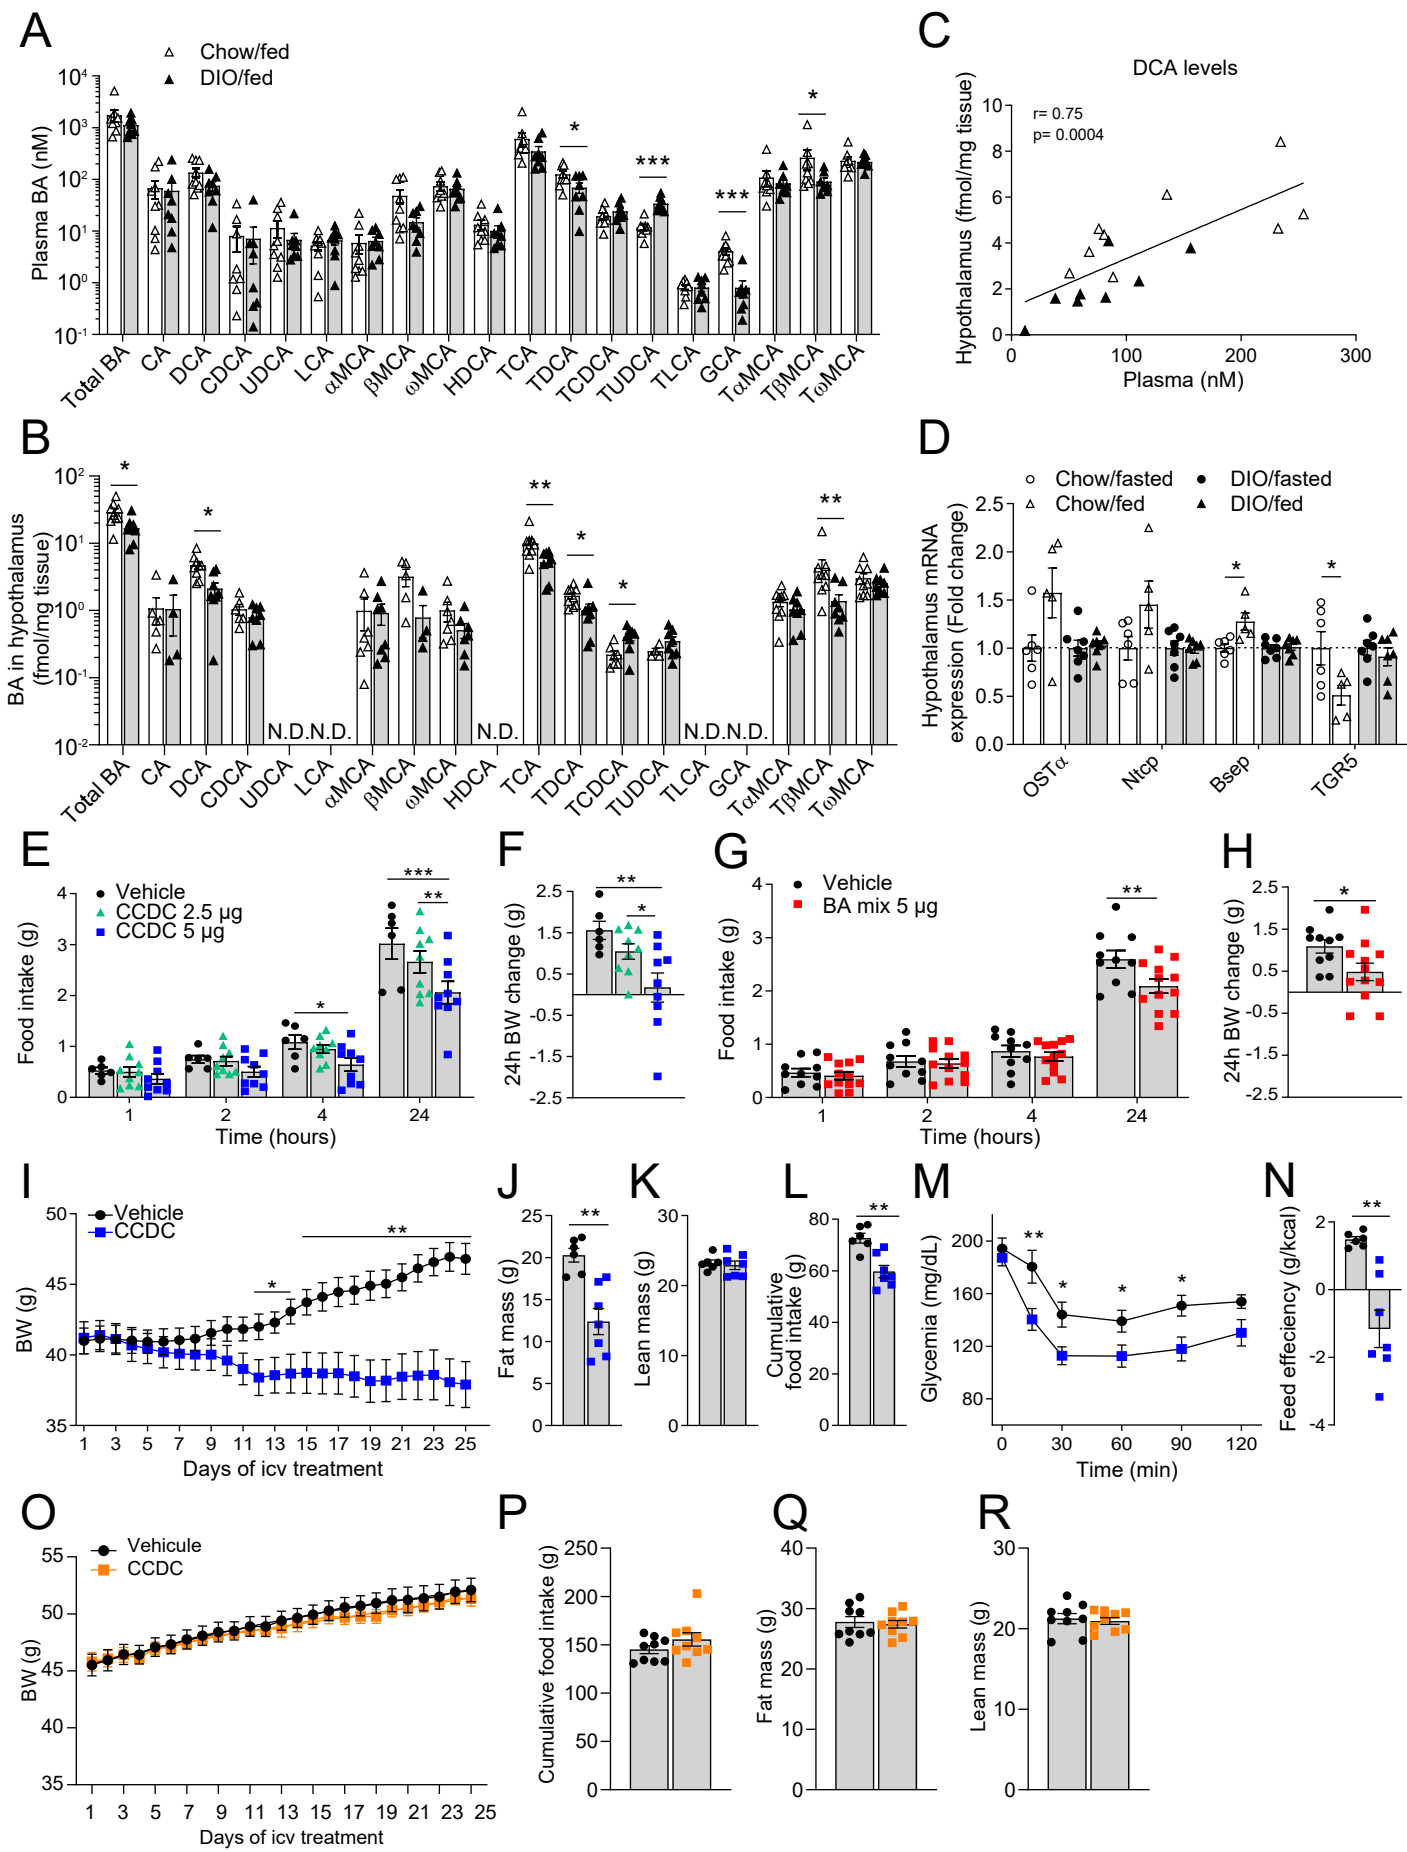 A
Chow/fed
DIO/fed
Plasma BA (nM)
10⁴
10³
10²
10¹
10⁰
10⁻¹
* *** *** *
Total BA CA DCA CDCA UDCA LCA αMCA βMCA ωMCA HDCA TCA TDCA TCDCA TUDCA TLCA GCA TαMCA TβMCA TωMCA
C
DCA levels
r= 0.75
p= 0.0004
Hypothalamus (fmol/mg tissue)
10
8
6
4
2
0
0 100 200 300
Plasma (nM)
B
BA in hypothalamus
(fmol/mg tissue)
10²
10¹
10⁰
10⁻¹
10⁻²
* * ** * * **
N.D. N.D. N.D. N.D. N.D.
Total BA CA DCA CDCA UDCA LCA αMCA βMCA ωMCA HDCA TCA TDCA TCDCA TUDCA TLCA GCA TαMCA TβMCA TωMCA
D
Chow/fasted DIO/fasted
Chow/fed DIO/fed
Hypothalamus mRNA
expression (Fold change)
2.5
2.0
1.5
1.0
0.5
0.0
* *
OSTα Ntcp Bsep TGR5
E
Vehicle
CCDC 2.5 µg
CCDC 5 µg
Food intake (g)
4
3
2
1
0
* *** **
1 2 4 24
Time (hours)
F
24h BW change (g)
2.5
1.5
0.5
-0.5
-1.5
-2.5
** *
G
Vehicle
BA mix 5 µg
Food intake (g)
4
3
2
1
0
**
1 2 4 24
Time (hours)
H
24h BW change (g)
2.5
1.5
0.5
-0.5
-1.5
-2.5
*
I
Vehicle
CCDC
BW (g)
50
45
40
35
* **
1 3 5 7 9 11 13 15 17 19 21 23 25
Days of icv treatment
J
Fat mass (g)
25
20
15
10
5
0
**
K
Lean mass (g)
30
20
10
0
L
Cumulative
food intake (g)
80
60
40
20
0
**
M
Glycemia (mg/dL)
200
160
120
80
** * * *
0 30 60 90 120
Time (min)
N
Feed effeciency (g/kcal)
2
0
-2
-4
**
O
Vehicule
CCDC
BW (g)
55
50
45
40
35
1 3 5 7 9 11 13 15 17 19 21 23 25
Days of icv treatment
P
Cumulative food intake (g)
250
200
150
100
50
0
Q
Fat mass (g)
40
30
20
10
0
R
Lean mass (g)
30
20
10
0